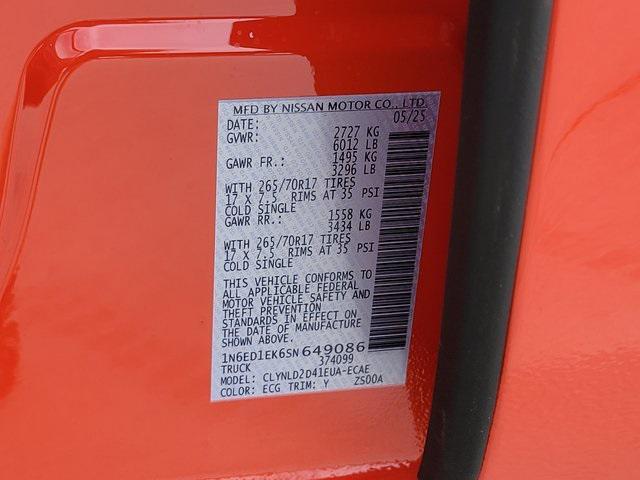 MFD BY NISSAN MOTOR CO., LTD.
DATE: 05/25
GVWR: 2727 KG
6012 LB
GAWR FR.: 1495 KG
3296 LB
WITH 265/70R17 TIRES
17 X 7.5 RIMS AT 35 PSI
COLD SINGLE
GAWR RR.: 1558 KG
3434 LB
WITH 265/70R17 TIRES
17 X 7.5 RIMS AT 35 PSI
COLD SINGLE
THIS VEHICLE CONFORMS TO
ALL APPLICABLE FEDERAL
MOTOR VEHICLE SAFETY AND
THEFT PREVENTION
STANDARDS IN EFFECT ON
THE DATE OF MANUFACTURE
SHOWN ABOVE.
1N6ED1EK6SN649086
TRUCK 374099
MODEL: CLYNLD2D41EUA-ECAE
COLOR: ECG TRIM: Y ZS00A